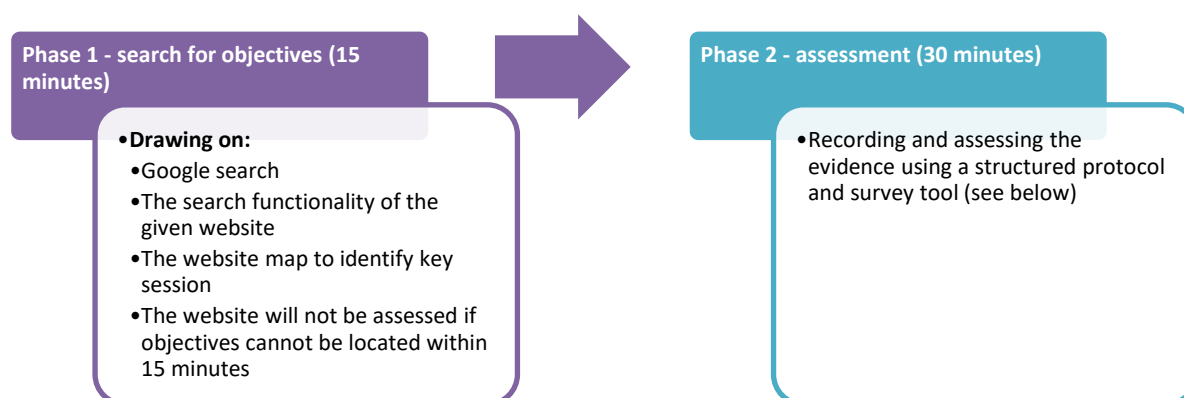 Phase 1 - search for objectives (15
minutes)
•Drawing on:
•Google search
•The search functionality of the
given website
•The website map to identify key
session
•The website will not be assessed if
objectives cannot be located within
15 minutes
Phase 2 - assessment (30 minutes)
•Recording and assessing the
evidence using a structured protocol
and survey tool (see below)